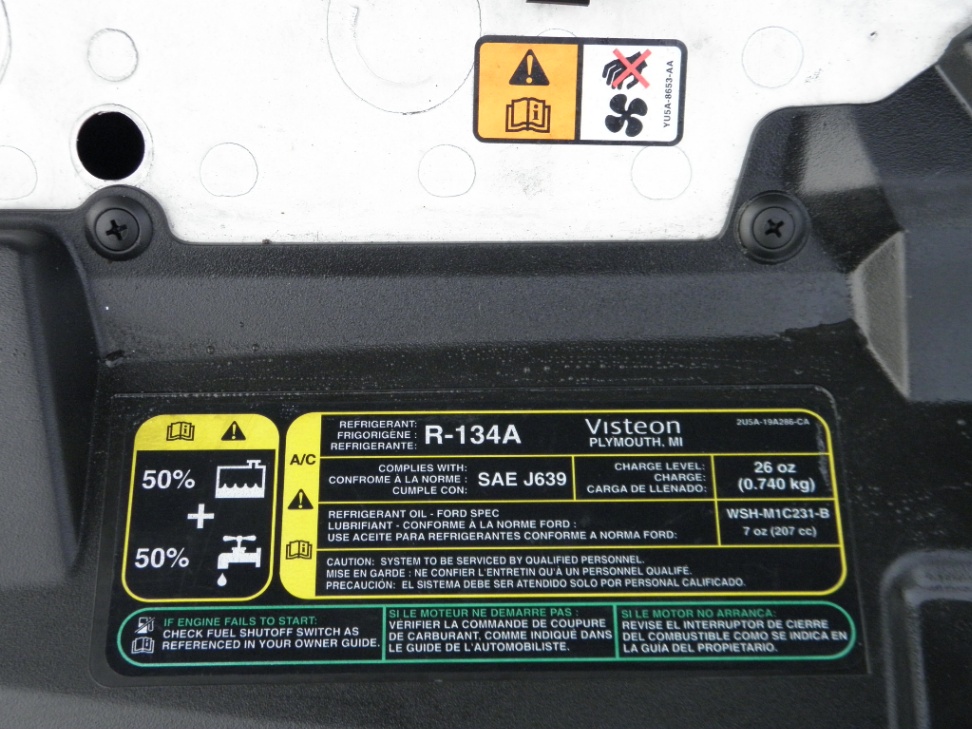 YU5A-8653-AA
REFRIGERANT:
FRIGORIGÈNE :
REFRIGERANTE:
R-134A
Visteon
PLYMOUTH, MI
2U5A-19A286-CA
A/C
COMPLIES WITH:
CONFROME À LA NORME :
CUMPLE CON:
SAE J639
CHARGE LEVEL:
CHARGE:
CARGA DE LLENADO:
26 oz
(0.740 kg)
REFRIGERANT OIL - FORD SPEC
LUBRIFIANT - CONFORME À LA NORME FORD :
USE ACEITE PARA REFRIGERANTES CONFORME A NORMA FORD:
WSH-M1C231-B
7 oz (207 cc)
CAUTION: SYSTEM TO BE SERVICED BY QUALIFIED PERSONNEL.
MISE EN GARDE : NE CONFIER L'ENTRETIN QU'A UN PERSONNEL QUALIFE.
PRECAUCIÓN: EL SISTEMA DEBE SER ATENDIDO SOLO POR PERSONAL CALIFICADO.
50%
+
50%
IF ENGINE FAILS TO START:
CHECK FUEL SHUTOFF SWITCH AS
REFERENCED IN YOUR OWNER GUIDE.
SI LE MOTEUR NE DEMARRE PAS :
VÉRIFIER LA COMMANDE DE COUPURE
DE CARBURANT, COMME INDIQUÉ DANS
LE GUIDE DE L'AUTOMOBILISTE.
SI LE MOTOR NO ARRANCA:
REVISE EL INTERRUPTOR DE CIERRE
DEL COMBUSTIBLE COMO SE INDICA EN
LA GUIA DEL PROPIETARIO.